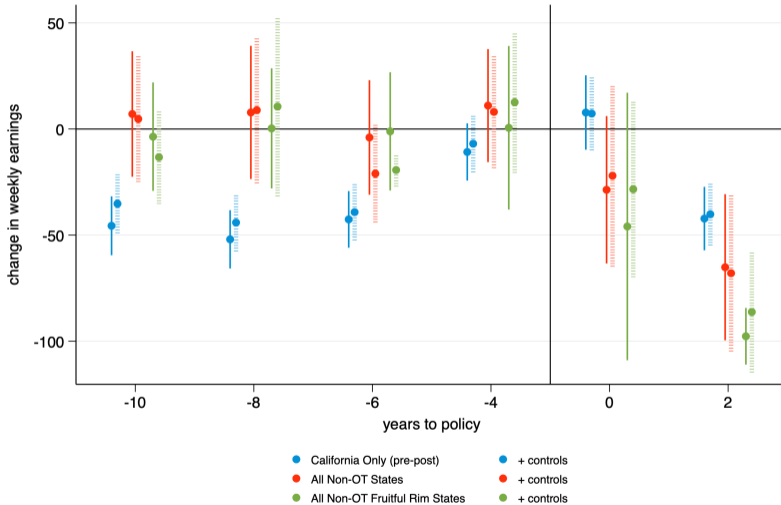 50
0
-50
-100
change in weekly earnings
-10 -8 -6 -4 0 2
years to policy
California Only (pre-post) + controls
All Non-OT States + controls
All Non-OT Fruitful Rim States + controls